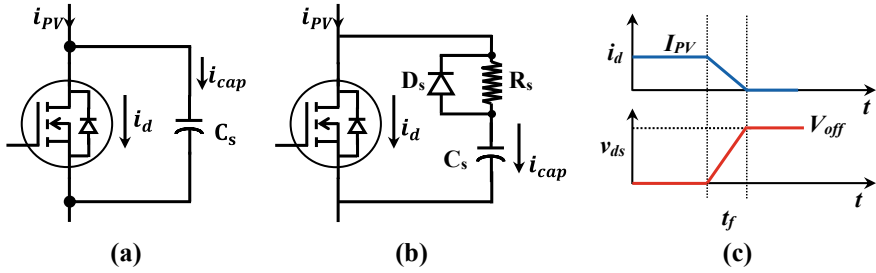 i_PV
i_cap
i_d
C_s
(a)
i_PV
D_s
R_s
i_d
C_s
i_cap
(b)
i_d
I_PV
t
v_ds
V_off
t
t_f
(c)